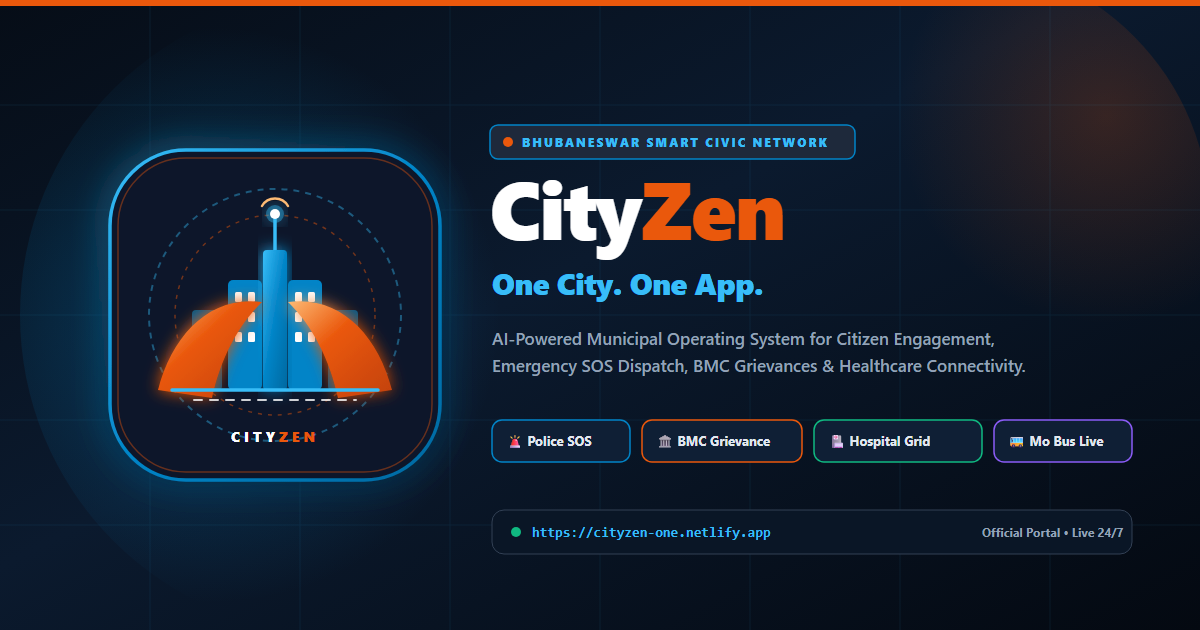 BHUBANESWAR SMART CIVIC NETWORK
CityZen
One City. One App.
AI-Powered Municipal Operating System for Citizen Engagement,
Emergency SOS Dispatch, BMC Grievances & Healthcare Connectivity.
CITYZEN
Police SOS
BMC Grievance
Hospital Grid
Mo Bus Live
https://cityzen-one.netlify.app
Official Portal • Live 24/7